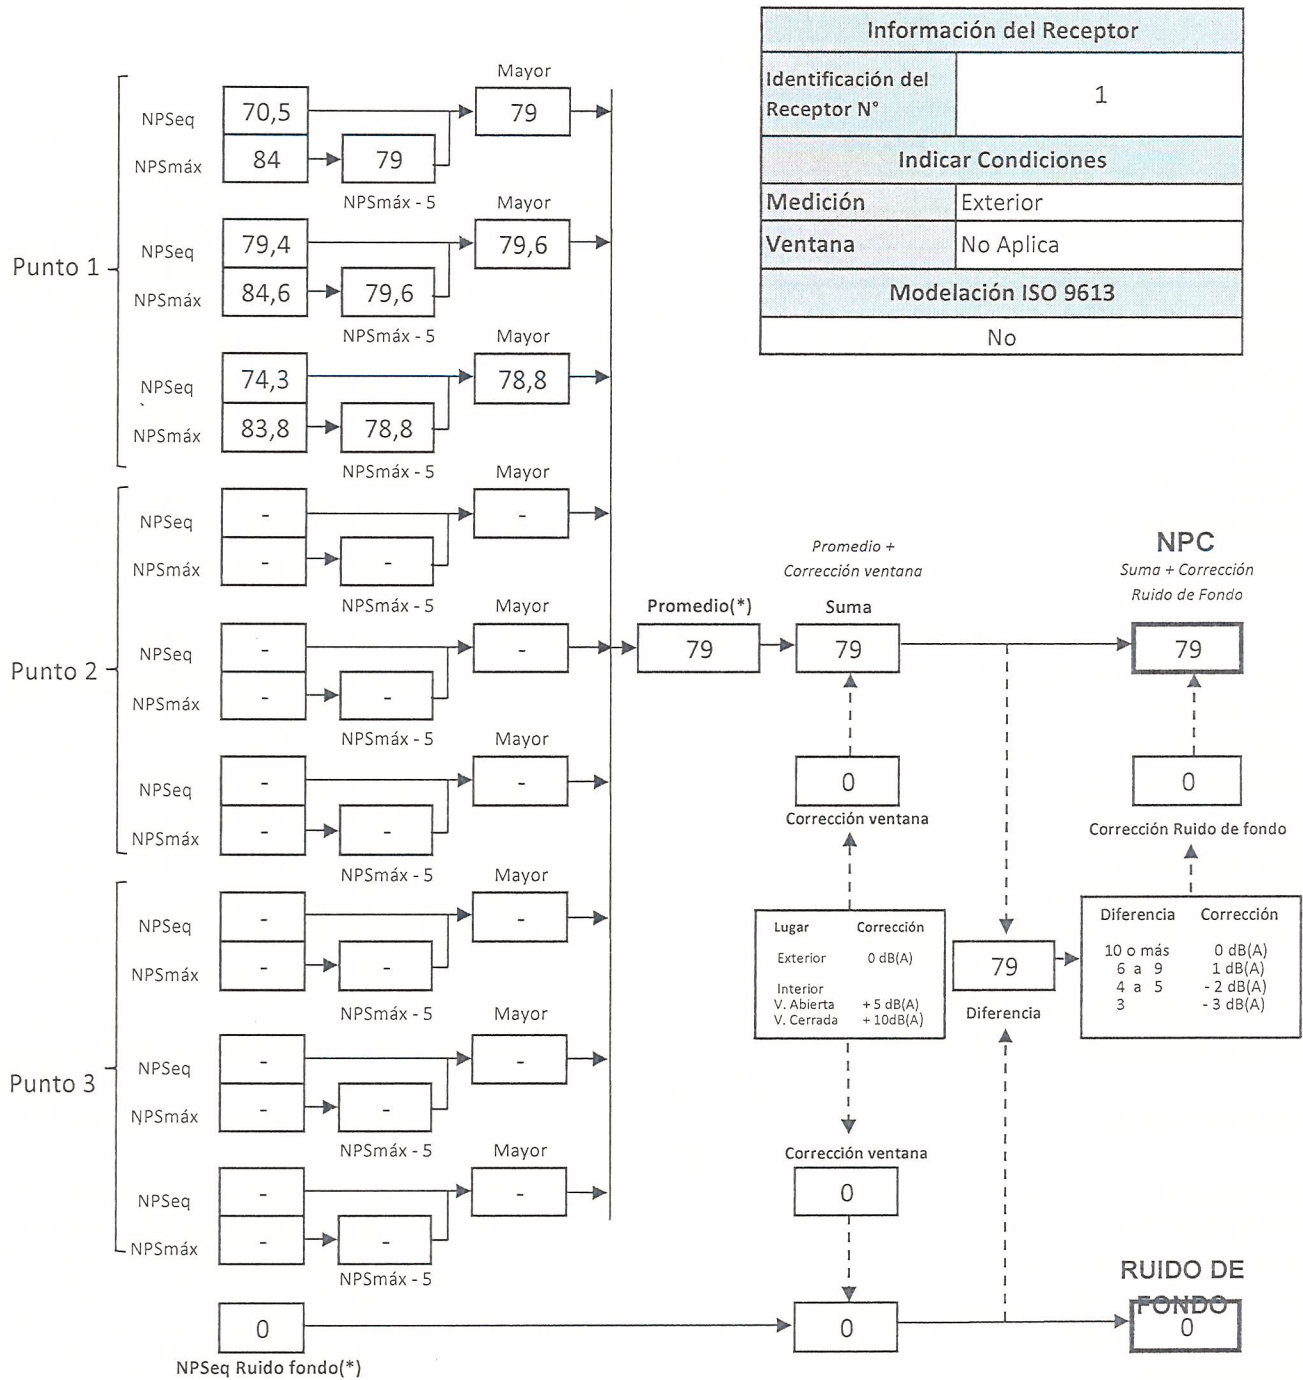 Información del Receptor
Identificación del
Receptor N°
1
Indicar Condiciones
Medición Exterior
Ventana No Aplica
Modelación ISO 9613
No
Punto 1
Mayor
NPSeq 70,5 79
NPSmáx 84 79
NPSmáx - 5
Mayor
NPSeq 79,4 79,6
NPSmáx 84,6 79,6
NPSmáx - 5
Mayor
NPSeq 74,3 78,8
NPSmáx 83,8 78,8
NPSmáx - 5
Punto 2
Mayor
NPSeq - -
NPSmáx - -
NPSmáx - 5
Mayor
NPSeq - -
NPSmáx - -
NPSmáx - 5
Mayor
NPSeq - -
NPSmáx - -
NPSmáx - 5
Punto 3
Mayor
NPSeq - -
NPSmáx - -
NPSmáx - 5
Mayor
NPSeq - -
NPSmáx - -
NPSmáx - 5
Mayor
NPSeq - -
NPSmáx - -
NPSmáx - 5
Promedio(*)
79
Promedio +
Corrección ventana
Suma
79
0
Corrección ventana
NPC
Suma + Corrección
Ruido de Fondo
79
0
Corrección Ruido de fondo
Lugar Corrección
Exterior 0 dB(A)
Interior
V. Abierta + 5 dB(A)
V. Cerrada + 10dB(A)
79
Diferencia
Diferencia Corrección
10 o más 0 dB(A)
6 a 9 1 dB(A)
4 a 5 - 2 dB(A)
3 - 3 dB(A)
Corrección ventana
0
0
NPSeq Ruido fondo(*)
0
RUIDO DE
FONDO
0